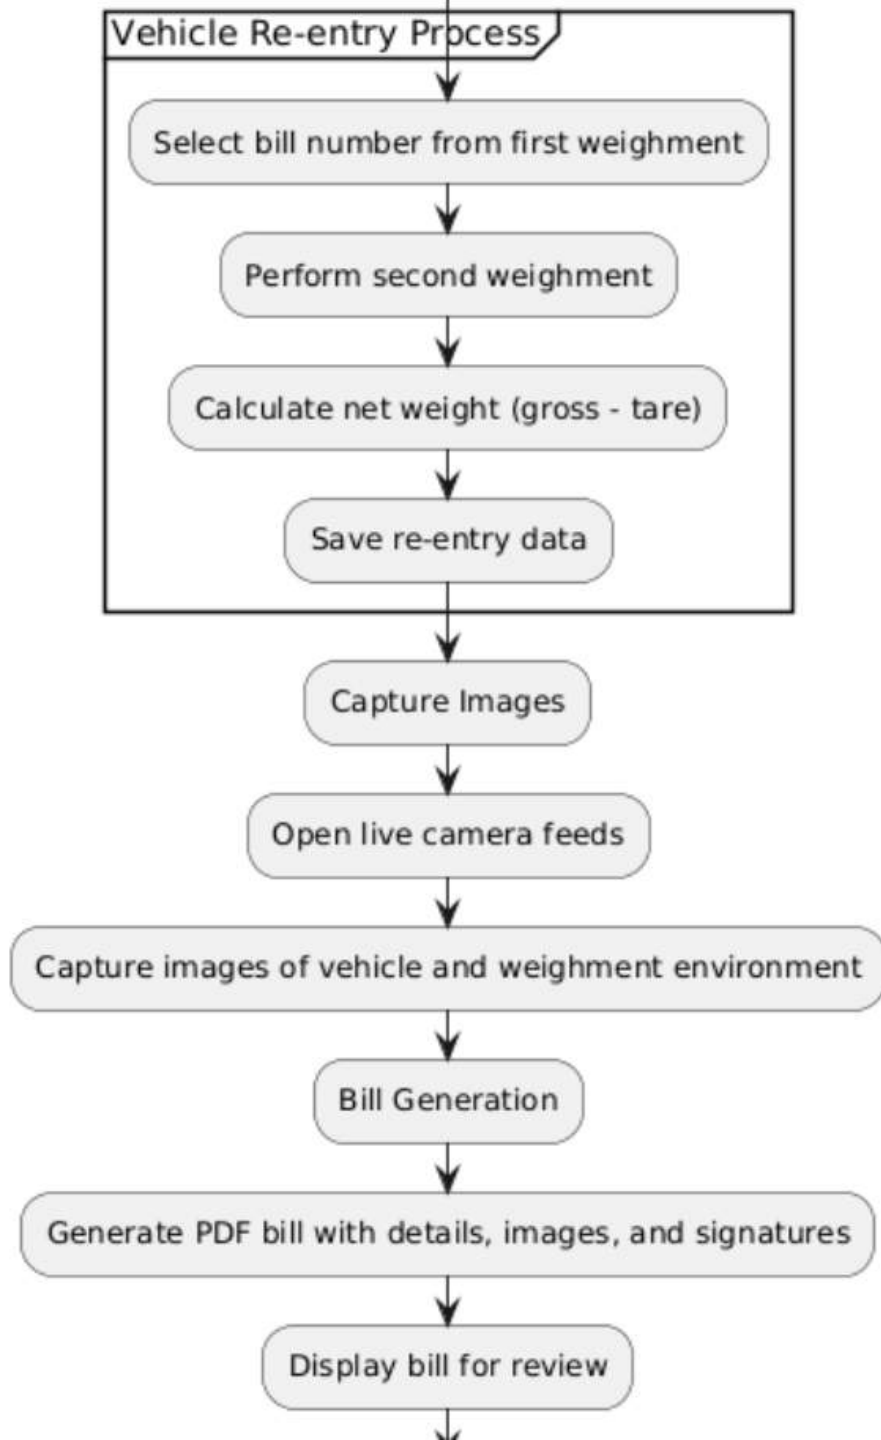 Vehicle Re-entry Process
Select bill number from first weighment
Perform second weighment
Calculate net weight (gross - tare)
Save re-entry data
Capture Images
Open live camera feeds
Capture images of vehicle and weighment environment
Bill Generation
Generate PDF bill with details, images, and signatures
Display bill for review